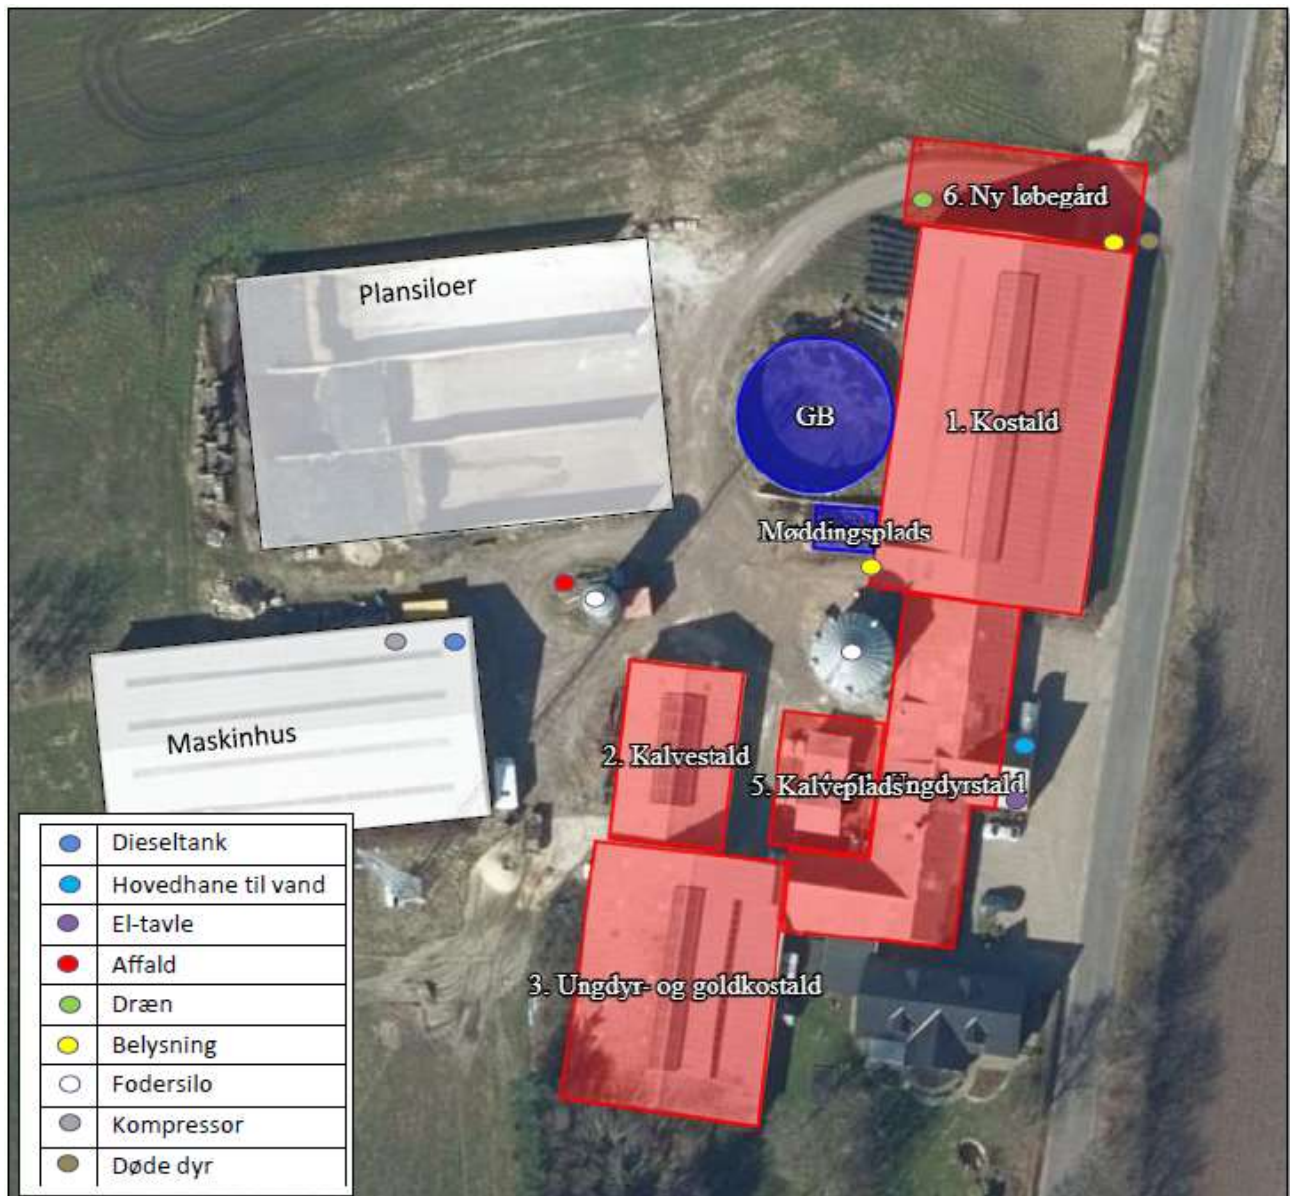 6. Ny løbegård
Plansiloer
GB
1. Kostald
Møddingsplads
Maskinhus
2. Kalvestald
5. Kalveplads
Ungdyrstald
3. Ungdyr- og goldkostald
Dieseltank
Hovedhane til vand
El-tavle
Affald
Dræn
Belysning
Fodersilo
Kompressor
Døde dyr